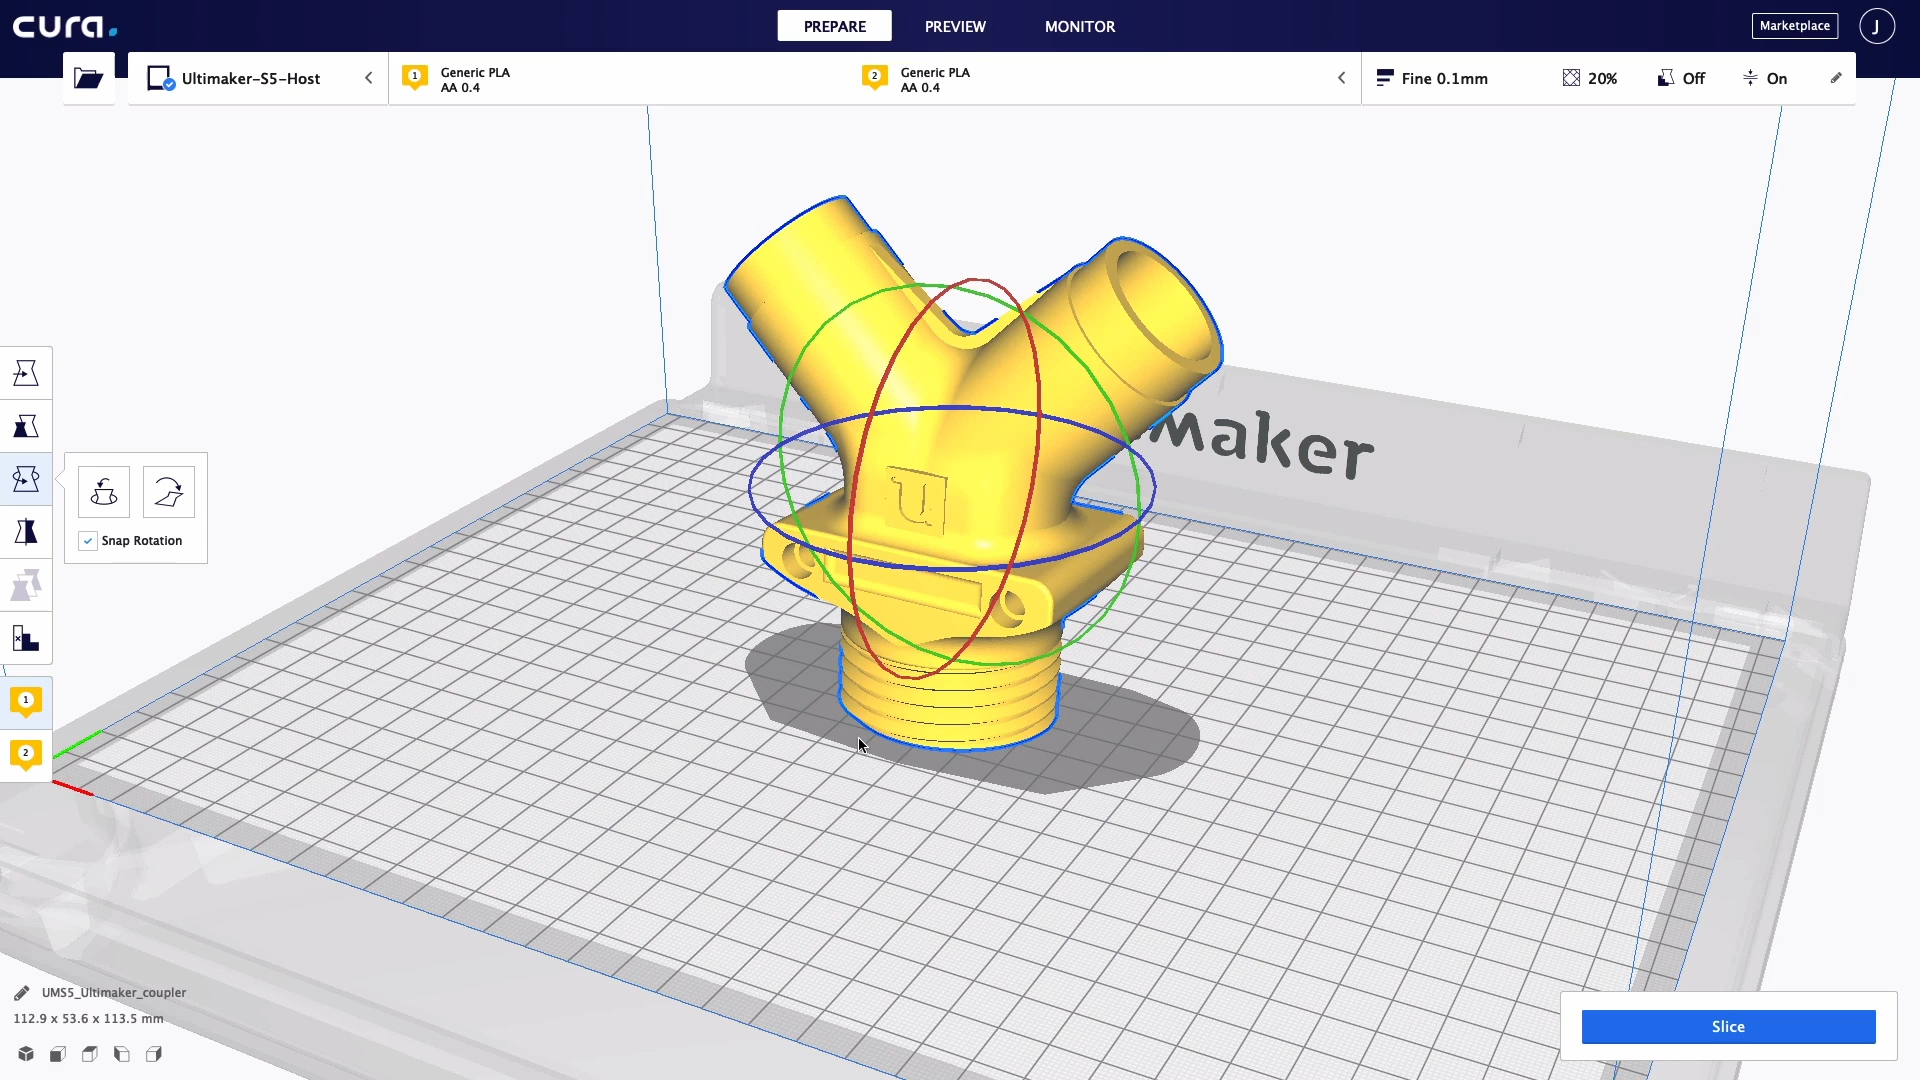 cura.
PREPARE
PREVIEW
MONITOR
Marketplace
J
Ultimaker-S5-Host
1
Generic PLA
AA 0.4
2
Generic PLA
AA 0.4
Fine 0.1mm
20%
Off
On
maker
u
Snap Rotation
1
2
UMS5_Ultimaker_coupler
112.9 x 53.6 x 113.5 mm
Slice